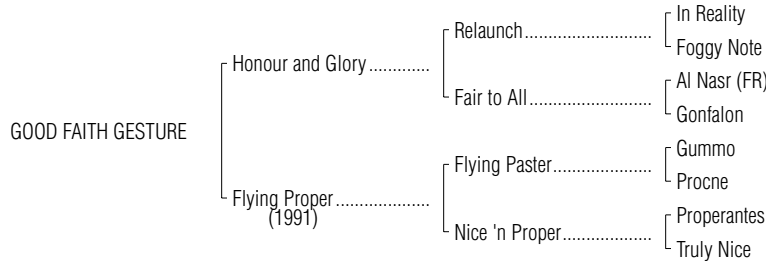 In Reality
Relaunch..............................
Foggy Note
Honour and Glory ..............
Al Nasr (FR)
Fair to All.............................
Gonfalon
GOOD FAITH GESTURE
Gummo
Flying Paster.......................
Procne
Flying Proper ......................
(1991)
Properantes
Nice 'n Proper.....................
Truly Nice